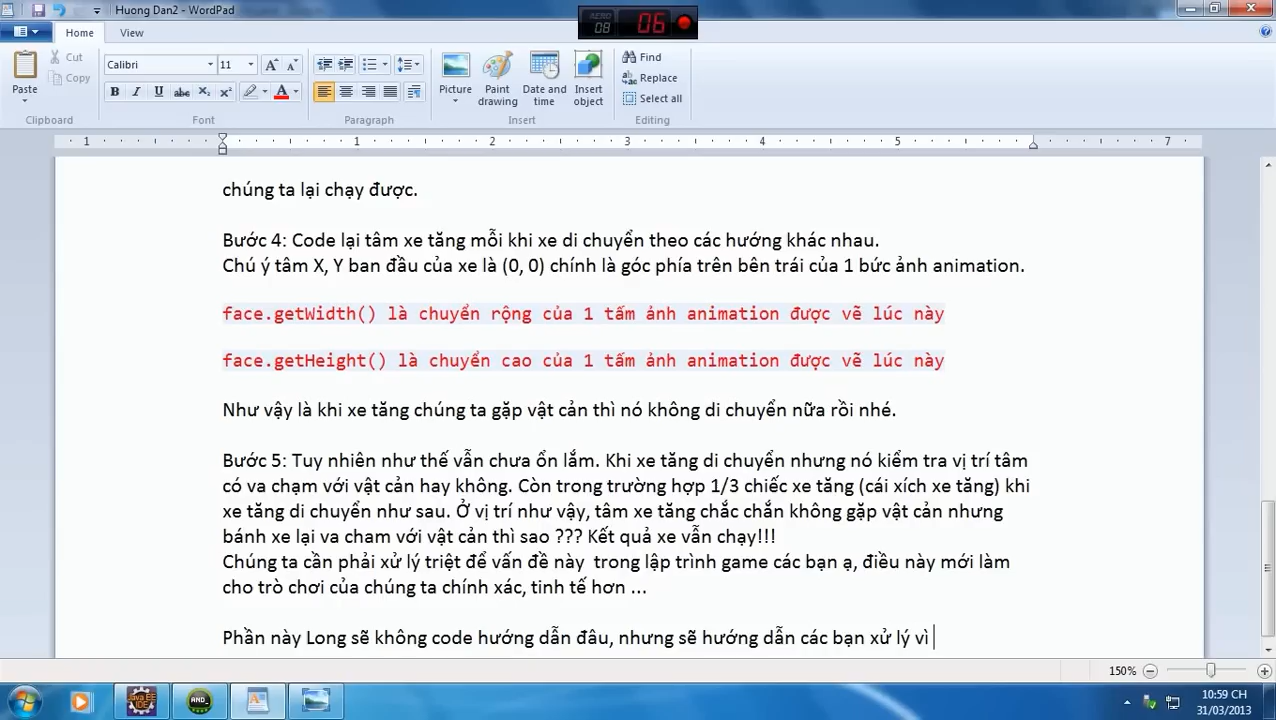 Huong Dan2 - WordPad
AERO
08
06
Home
View
Paste
Cut
Copy
Clipboard
Calibri
11
Font
Paragraph
Picture
Paint drawing
Date and time
Insert object
Insert
Find
Replace
Select all
Editing
1 1 2 3 4 5 7
chúng ta lại chạy được.
Bước 4: Code lại tâm xe tăng mỗi khi xe di chuyển theo các hướng khác nhau.
Chú ý tâm X, Y ban đầu của xe là (0, 0) chính là góc phía trên bên trái của 1 bức ảnh animation.
face.getWidth() là chuyển rộng của 1 tấm ảnh animation được vẽ lúc này
face.getHeight() là chuyển cao của 1 tấm ảnh animation được vẽ lúc này
Như vậy là khi xe tăng chúng ta gặp vật cản thì nó không di chuyển nữa rồi nhé.
Bước 5: Tuy nhiên như thế vẫn chưa ổn lắm. Khi xe tăng di chuyển nhưng nó kiểm tra vị trí tâm
có va chạm với vật cản hay không. Còn trong trường hợp 1/3 chiếc xe tăng (cái xích xe tăng) khi
xe tăng di chuyển như sau. Ở vị trí như vậy, tâm xe tăng chắc chắn không gặp vật cản nhưng
bánh xe lại va cham với vật cản thì sao ??? Kết quả xe vẫn chạy!!!
Chúng ta cần phải xử lý triệt để vấn đề này  trong lập trình game các bạn ạ, điều này mới làm
cho trò chơi của chúng ta chính xác, tinh tế hơn ...
Phần này Long sẽ không code hướng dẫn đâu, nhưng sẽ hướng dẫn các bạn xử lý vì
150%
10:59 CH
31/03/2013